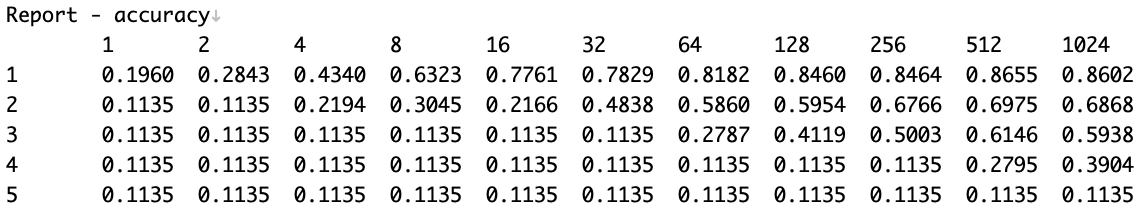 Report - accuracy↓
1 2 4 8 16 32 64 128 256 512 1024
1 0.1960 0.2843 0.4340 0.6323 0.7761 0.7829 0.8182 0.8460 0.8464 0.8655 0.8602
2 0.1135 0.1135 0.2194 0.3045 0.2166 0.4838 0.5860 0.5954 0.6766 0.6975 0.6868
3 0.1135 0.1135 0.1135 0.1135 0.1135 0.1135 0.2787 0.4119 0.5003 0.6146 0.5938
4 0.1135 0.1135 0.1135 0.1135 0.1135 0.1135 0.1135 0.1135 0.1135 0.2795 0.3904
5 0.1135 0.1135 0.1135 0.1135 0.1135 0.1135 0.1135 0.1135 0.1135 0.1135 0.1135